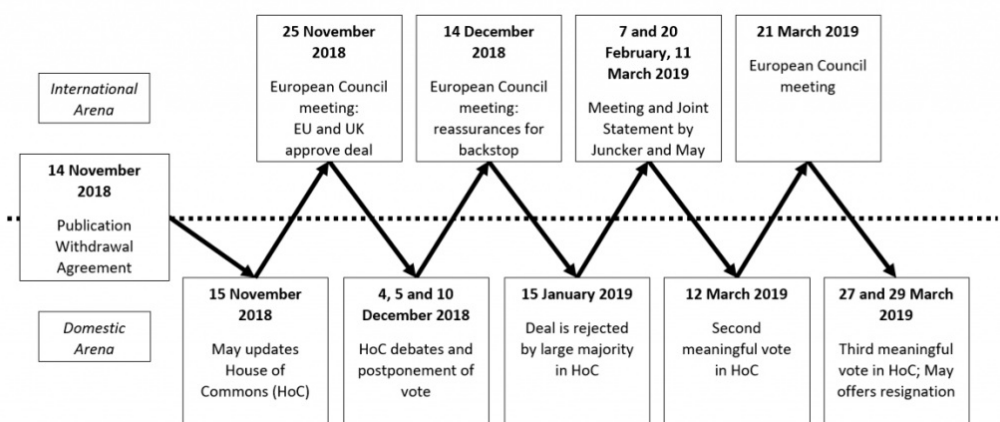 25 November
2018
European Council
meeting:
EU and UK
approve deal
14 December
2018
European Council
meeting:
reassurances for
backstop
7 and 20
February, 11
March 2019
Meeting and Joint
Statement by
Juncker and May
21 March 2019
European Council
meeting
International
Arena
14 November
2018
Publication
Withdrawal
Agreement
Domestic
Arena
15 November
2018
May updates
House of
Commons (HoC)
4, 5 and 10
December 2018
HoC debates and
postponement of
vote
15 January 2019
Deal is rejected
by large majority
in HoC
12 March 2019
Second
meaningful vote
in HoC
27 and 29 March
2019
Third meaningful
vote in HoC; May
offers resignation